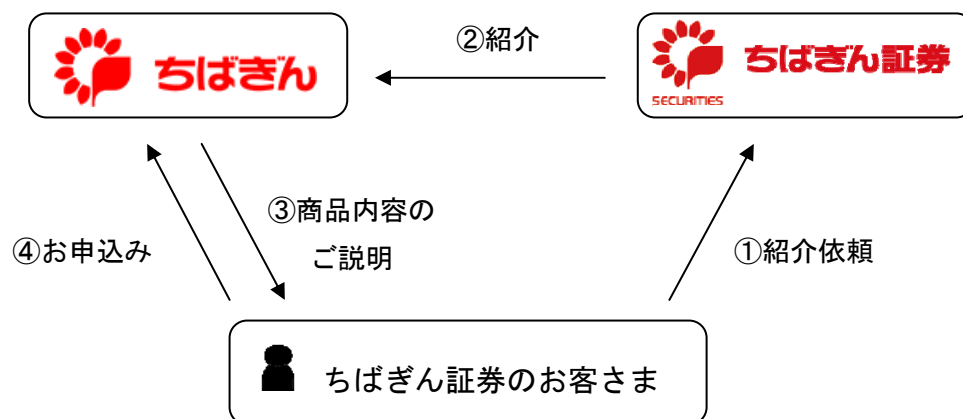 ちばぎん
②紹介
ちばぎん証券
SECURITIES
③商品内容の
ご説明
④お申込み
①紹介依頼
ちばぎん証券のお客さま